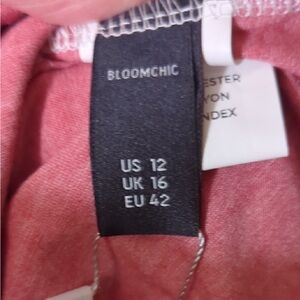 BLOOMCHIC
US 12
UK 16
EU 42
ESTER
YON
NDEX